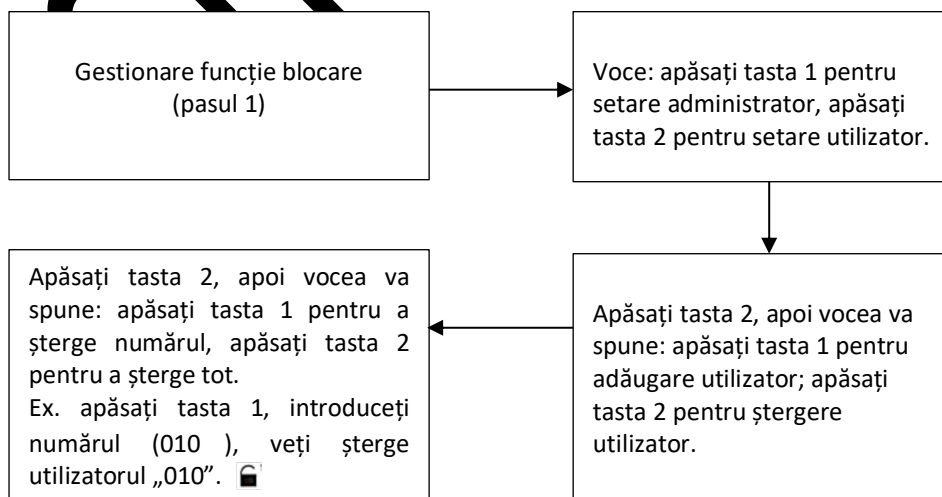 Gestionare funcție blocare
(pasul 1)
Voce: apăsați tasta 1 pentru
setare administrator, apăsați
tasta 2 pentru setare utilizator.
Apăsați tasta 2, apoi vocea va
spune: apăsați tasta 1 pentru
adăugare utilizator; apăsați
tasta 2 pentru ștergere
utilizator.
Apăsați tasta 2, apoi vocea va
spune: apăsați tasta 1 pentru a
șterge numărul, apăsați tasta 2
pentru a șterge tot.
Ex. apăsați tasta 1, introduceți
numărul (010 ), veți șterge
utilizatorul „010”.